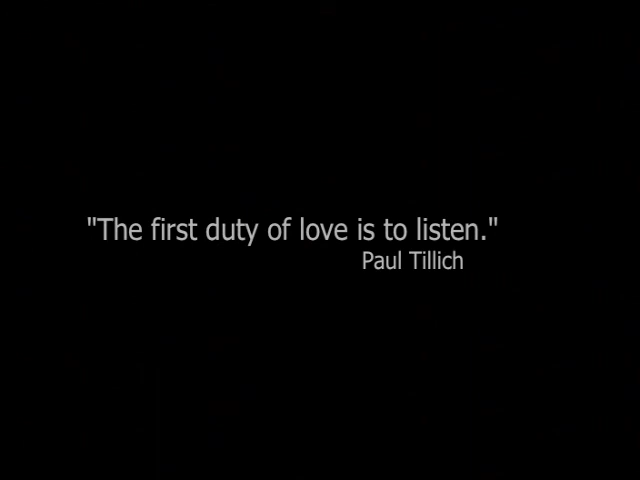 "The first duty of love is to listen."
Paul Tillich